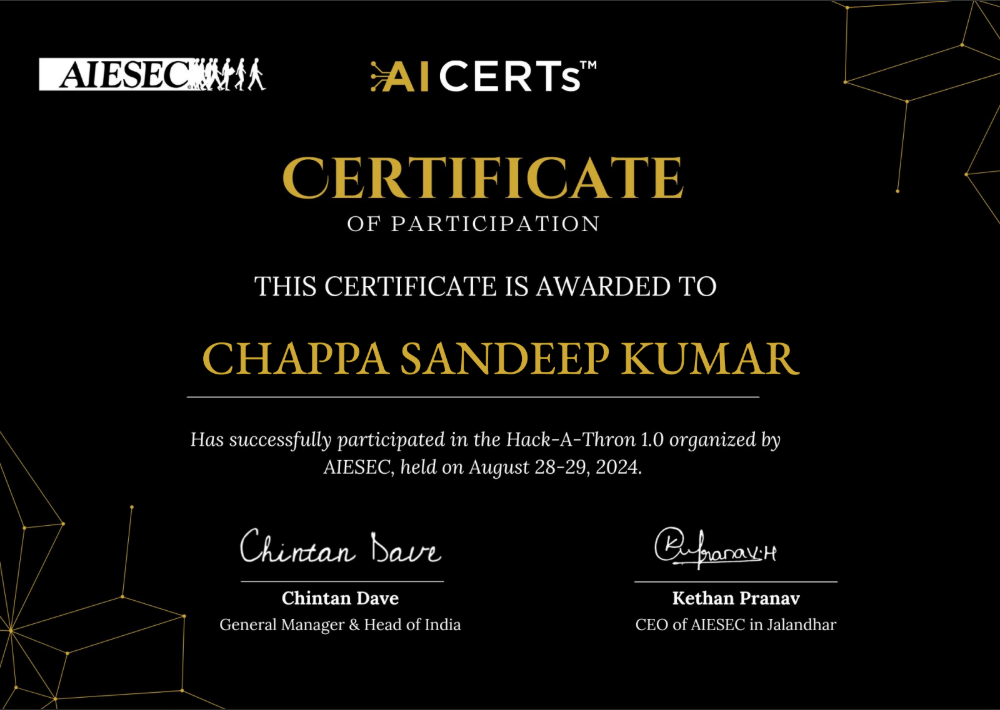 AIESEC
AI CERTs™
CERTIFICATE
OF PARTICIPATION
THIS CERTIFICATE IS AWARDED TO
CHAPPA SANDEEP KUMAR
Has successfully participated in the Hack-A-Thron 1.0 organized by
AIESEC, held on August 28-29, 2024.
Chintan Dave
Chintan Dave
General Manager & Head of India
Kethan Pranav
CEO of AIESEC in Jalandhar